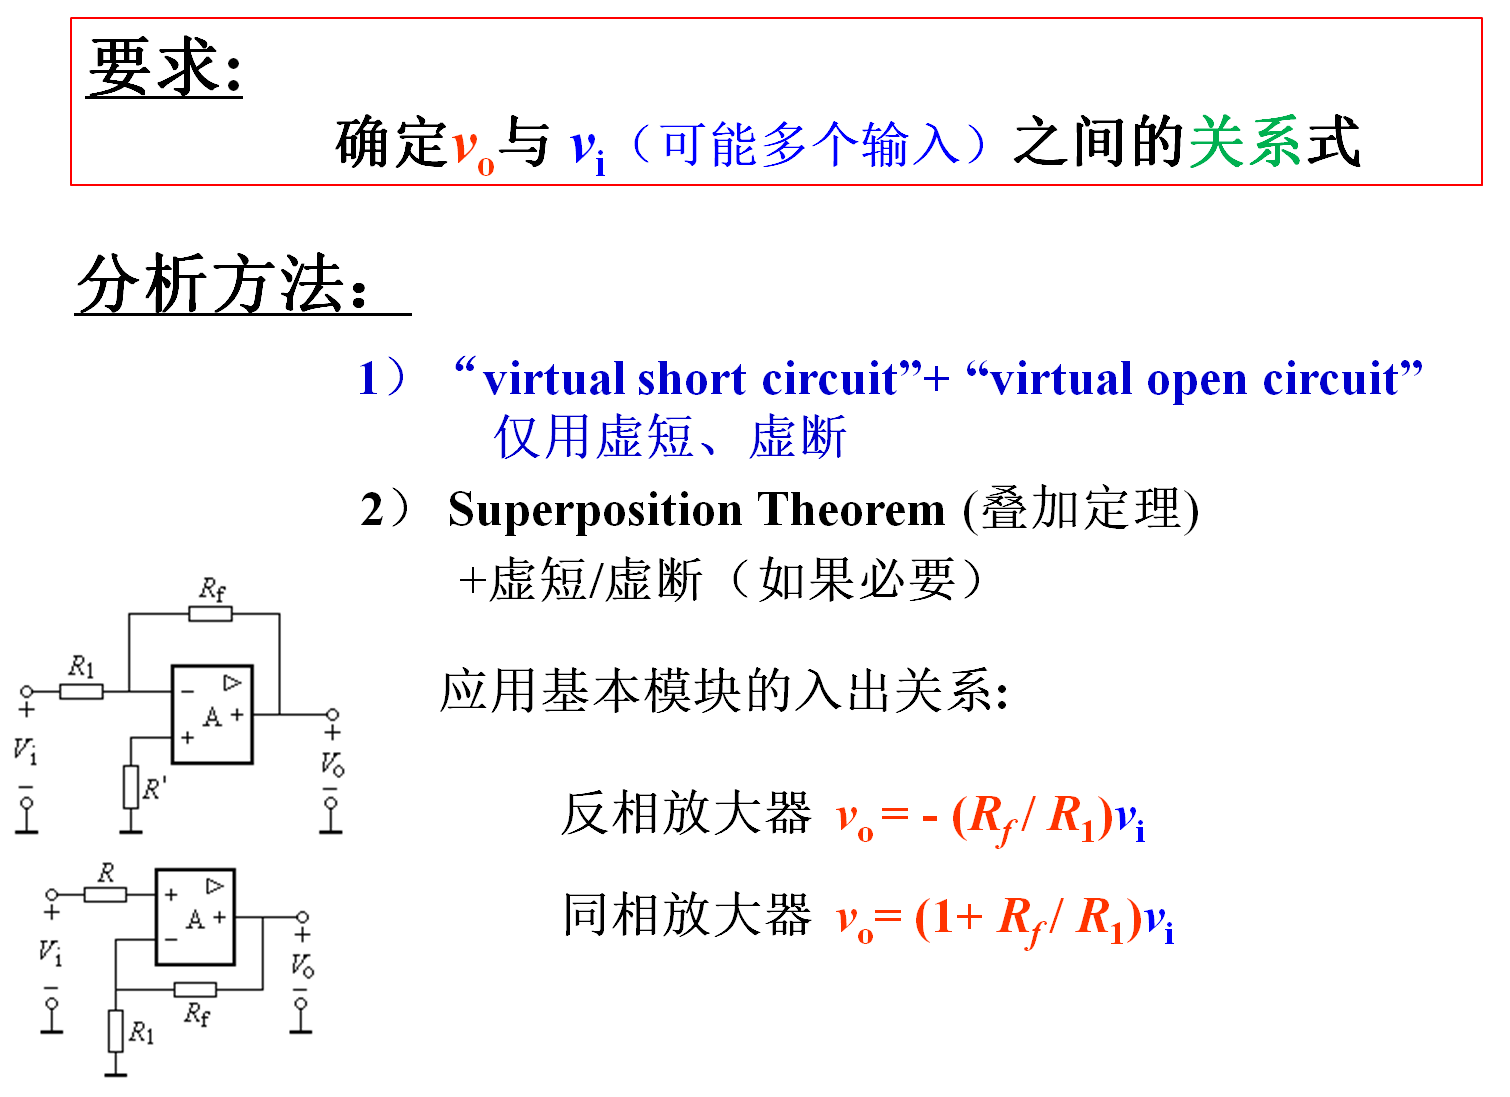 要求:
确定vo与 vi（可能多个输入）之间的关系式
分析方法：
1） “virtual short circuit”+ “virtual open circuit”
仅用虚短、虚断
2） Superposition Theorem (叠加定理)
+虚短/虚断（如果必要）
应用基本模块的入出关系:
反相放大器 vo = - (Rf / R1)vi
同相放大器 vo= (1+ Rf / R1)vi
Rf
R1
－
A
+
+
+
Vi
－
+
Vo
－
R'
R
+
A
+
－
+
Vi
－
+
Vo
－
Rf
R1